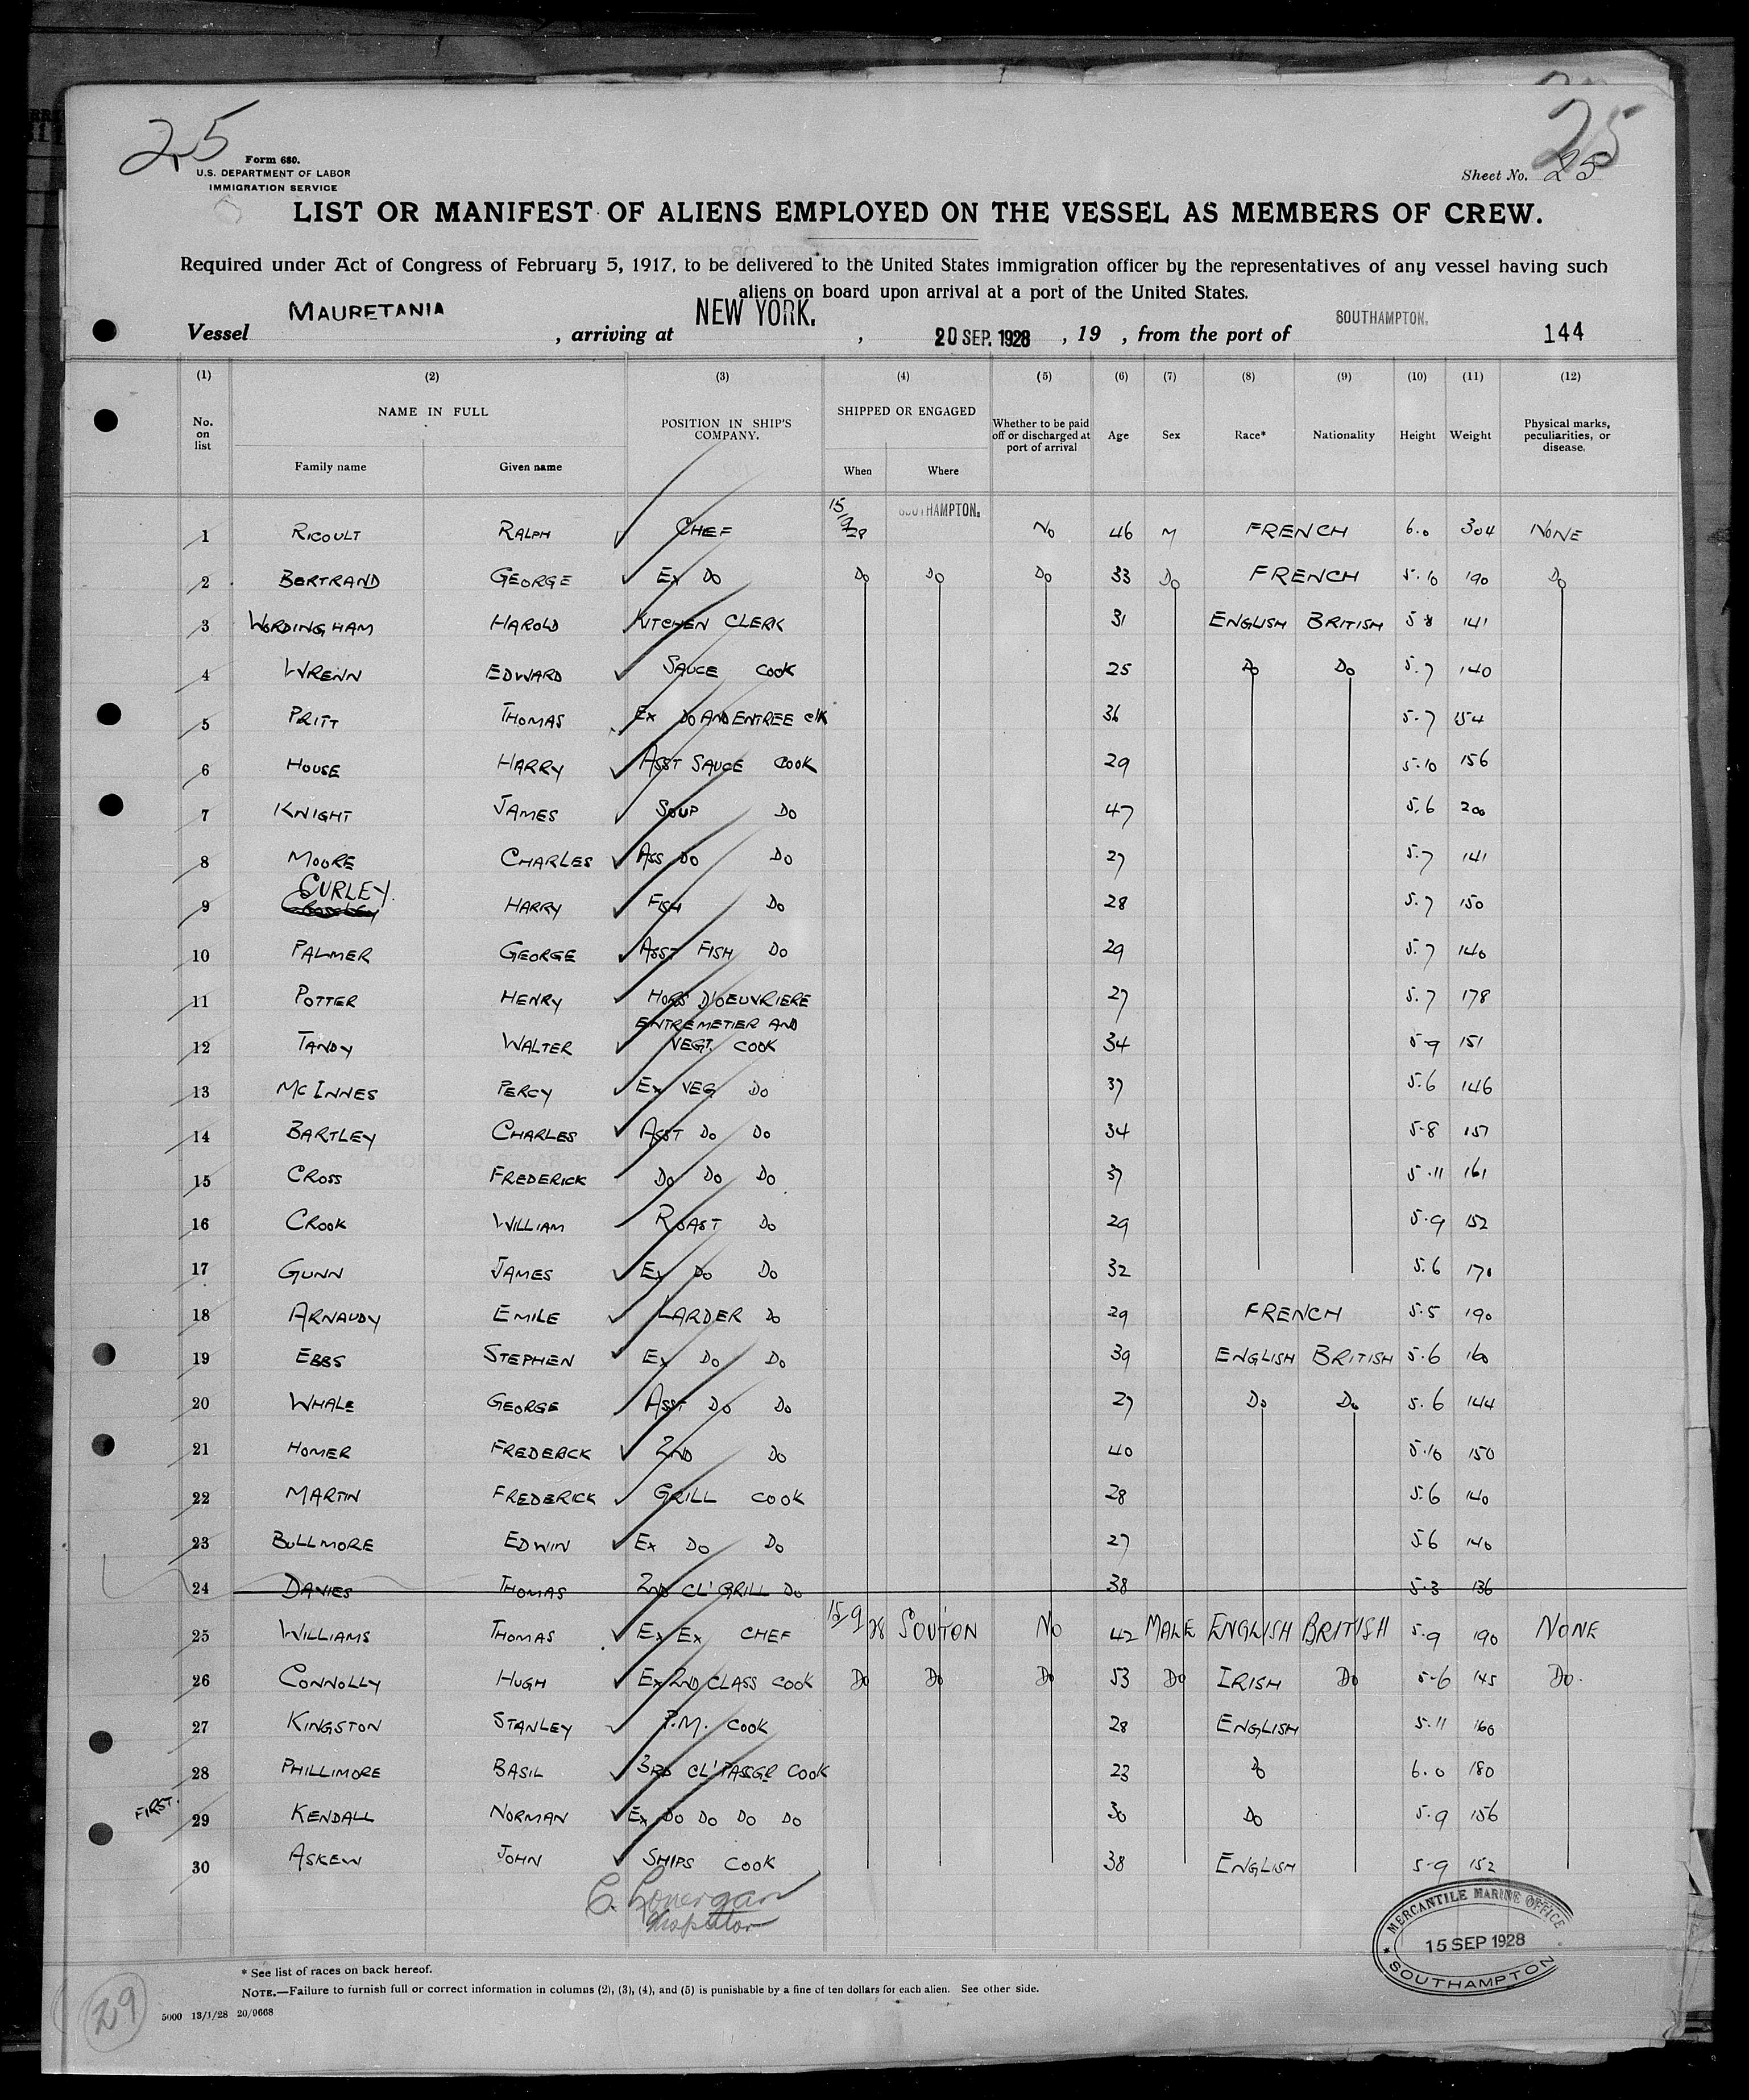 25
25
Form 680.
U.S. DEPARTMENT OF LABOR
IMMIGRATION SERVICE
Sheet No. 25
LIST OR MANIFEST OF ALIENS EMPLOYED ON THE VESSEL AS MEMBERS OF CREW.
Required under Act of Congress of February 5, 1917, to be delivered to the United States immigration officer by the representatives of any vessel having such
aliens on board upon arrival at a port of the United States.
Vessel MAURETANIA , arriving at NEW YORK. , 20 SEP. 1928 , 19 , from the port of SOUTHAMPTON. 144
(1) (2) (3) (4) (5) (6) (7) (8) (9) (10) (11) (12)
No. on list NAME IN FULL Family name Given name POSITION IN SHIP'S COMPANY. SHIPPED OR ENGAGED When Where Whether to be paid off or discharged at port of arrival Age Sex Race* Nationality Height Weight Physical marks, peculiarities, or disease.
1 RICOULT RALPH CHEF 15/9/28 SOUTHAMPTON. NO 46 M FRENCH 6.0 304 NONE
2 BERTRAND GEORGE EX DO DO DO DO 33 DO FRENCH 5.10 190 DO
3 WORDINGHAM HAROLD KITCHEN CLERK 31 ENGLISH BRITISH 5.8 141
4 WRENN EDWARD SAUCE COOK 25 DO DO 5.7 140
5 PRITT THOMAS EX DO AND ENTREE CLK 36 5.7 154
6 HOUSE HARRY ASST SAUCE COOK 29 5.10 156
7 KNIGHT JAMES SOUP DO 47 5.6 200
8 MOORE CHARLES ASS DO DO 27 5.7 141
9 CURLEY. HARRY FISH DO 28 5.7 150
10 PALMER GEORGE ASST FISH DO 29 5.7 140
11 POTTER HENRY HORS D'OEUVRIERE 27 5.7 178
12 TANDY WALTER ENTREMETIER AND VEGT. COOK 34 5.9 151
13 MC INNES PERCY EX VEG DO 37 5.6 146
14 BARTLEY CHARLES ASST DO DO 34 5.8 157
15 CROSS FREDERICK DO DO DO 37 5.11 161
16 CROOK WILLIAM ROAST DO 29 5.9 152
17 GUNN JAMES EX DO DO 32 5.6 170
18 ARNAUDY EMILE LARDER DO 29 FRENCH 5.5 190
19 EBBS STEPHEN EX DO DO 39 ENGLISH BRITISH 5.6 160
20 WHALE GEORGE ASST DO DO 27 DO DO 5.6 144
21 HOMER FREDERCK 2ND DO 40 5.10 150
22 MARTIN FREDERICK GRILL COOK 28 5.6 140
23 BULLMORE EDWIN EX DO DO 27 5.6 140
24 DAVIES THOMAS 2ND CL' GRILL DO 38 5.3 136
25 WILLIAMS THOMAS EX EX CHEF 15/9/28 SOUTON NO 42 MALE ENGLISH BRITISH 5.9 190 NONE
26 CONNOLLY HUGH EX 2ND CLASS COOK DO DO DO 53 DO IRISH DO 5.6 145 DO.
27 KINGSTON STANLEY P.M. COOK 28 ENGLISH 5.11 160
28 PHILLIMORE BASIL 3RD CL' PASSGR COOK 23 DO 6.0 180
FIRST. 29 KENDALL NORMAN EX DO DO DO DO 30 DO 5.9 156
30 ASKEW JOHN SHIPS COOK 38 ENGLISH 5.9 152
C. Lonergan
Inspector
MERCANTILE MARINE OFFICE
15 SEP 1928
SOUTHAMPTON
* See list of races on back hereof.
NOTE.—Failure to furnish full or correct information in columns (2), (3), (4), and (5) is punishable by a fine of ten dollars for each alien. See other side.
5000 13/1/28 20/9668
29